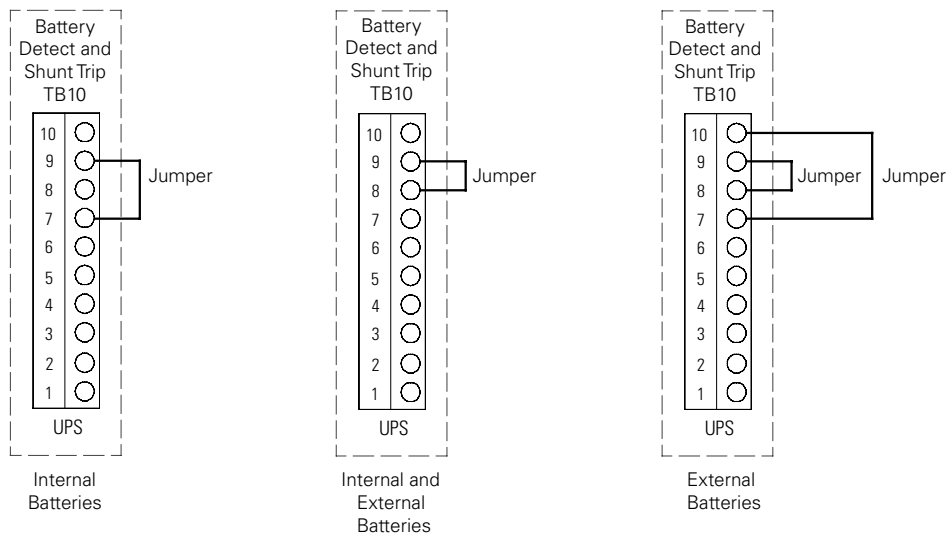 Battery
Detect and
Shunt Trip
TB10
10
9
8
7
6
5
4
3
2
1
Jumper
UPS
Internal
Batteries
Battery
Detect and
Shunt Trip
TB10
10
9
8
7
6
5
4
3
2
1
Jumper
UPS
Internal and
External
Batteries
Battery
Detect and
Shunt Trip
TB10
10
9
8
7
6
5
4
3
2
1
Jumper
Jumper
UPS
External
Batteries